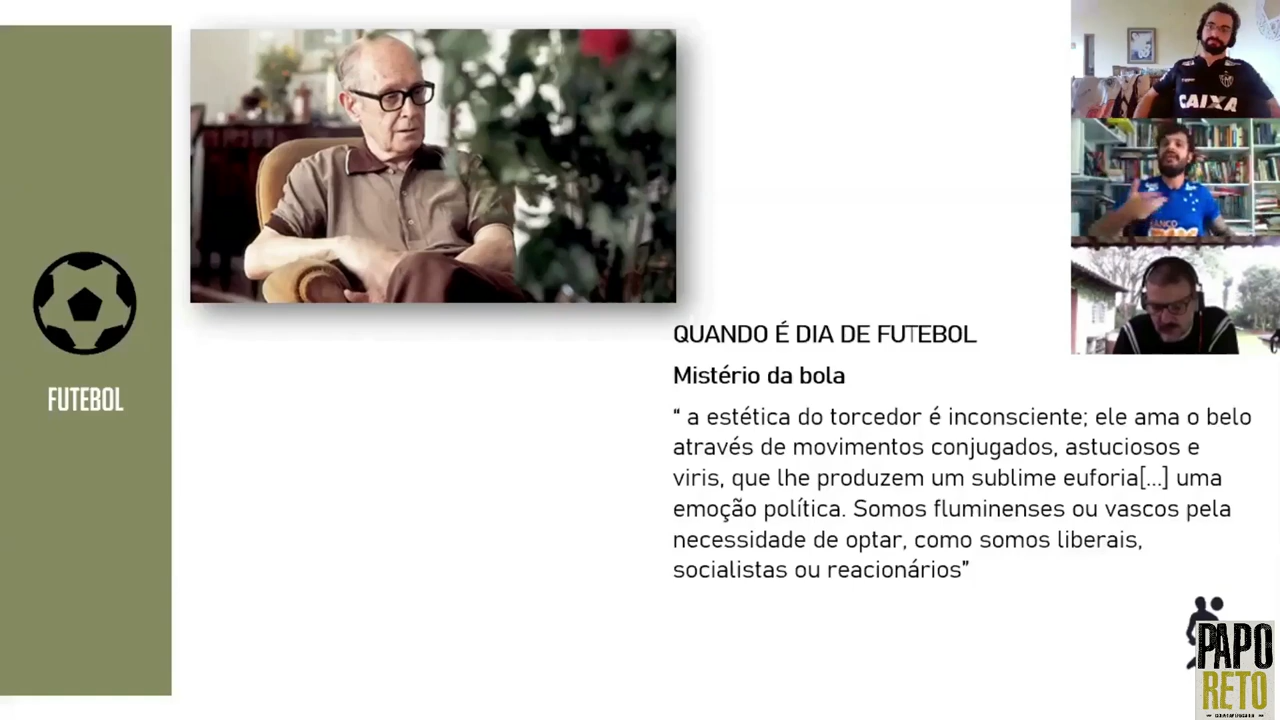 CAIXA
FUTEBOL
QUANDO É DIA DE FUTEBOL
Mistério da bola
“ a estética do torcedor é inconsciente; ele ama o belo
através de movimentos conjugados, astuciosos e
viris, que lhe produzem um sublime euforia[...] uma
emoção política. Somos fluminenses ou vascos pela
necessidade de optar, como somos liberais,
socialistas ou reacionários”
PAPO
RETO